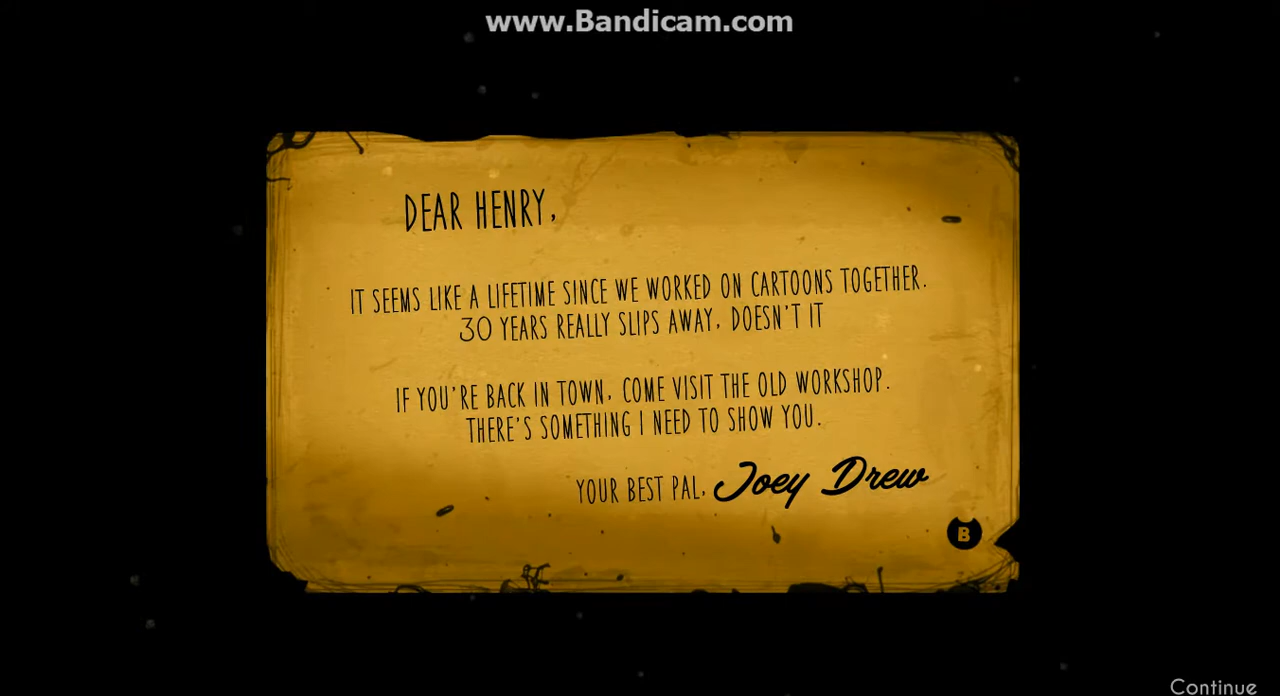 www.Bandicam.com
DEAR HENRY,
IT SEEMS LIKE A LIFETIME SINCE WE WORKED ON CARTOONS TOGETHER.
30 YEARS REALLY SLIPS AWAY, DOESN'T IT
IF YOU'RE BACK IN TOWN, COME VISIT THE OLD WORKSHOP.
THERE'S SOMETHING I NEED TO SHOW YOU.
YOUR BEST PAL, Joey Drew
B
Continue